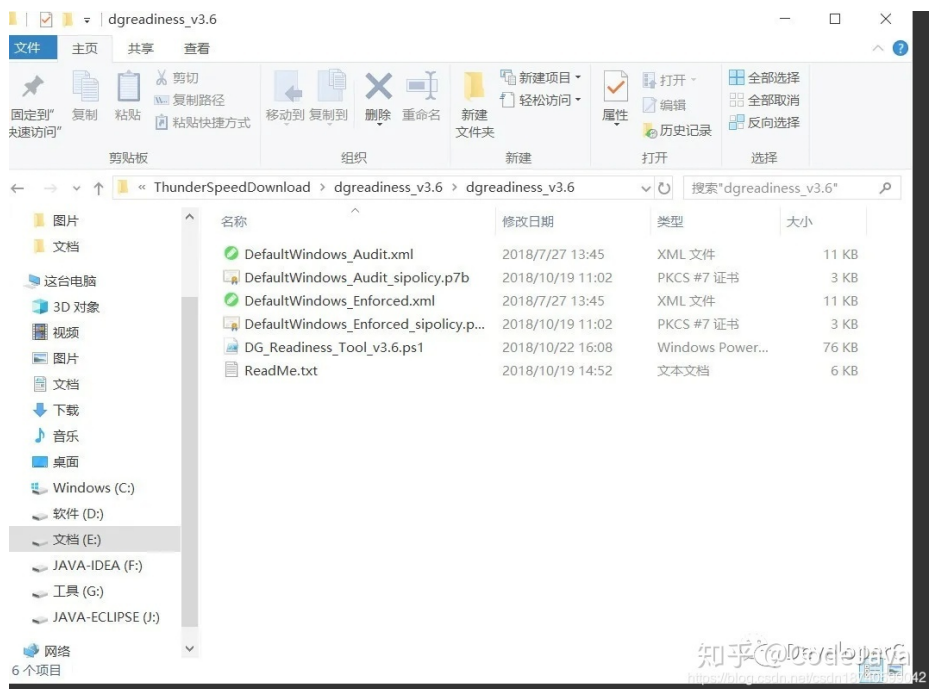 dgreadiness_v3.6
文件 主页 共享 查看
固定到"快速访问" 复制 粘贴 剪切 复制路径 粘贴快捷方式 移动到 复制到 删除 重命名 新建文件夹 新建项目 轻松访问 属性 打开 编辑 历史记录 全部选择 全部取消 反向选择
剪贴板 组织 新建 打开 选择
« ThunderSpeedDownload › dgreadiness_v3.6 › dgreadiness_v3.6 搜索"dgreadiness_v3.6"
图片
文档
这台电脑
3D 对象
视频
图片
文档
下载
音乐
桌面
Windows (C:)
软件 (D:)
文档 (E:)
JAVA-IDEA (F:)
工具 (G:)
JAVA-ECLIPSE (J:)
网络
名称 修改日期 类型 大小
DefaultWindows_Audit.xml 2018/7/27 13:45 XML 文件 11 KB
DefaultWindows_Audit_sipolicy.p7b 2018/10/19 11:02 PKCS #7 证书 3 KB
DefaultWindows_Enforced.xml 2018/7/27 13:45 XML 文件 11 KB
DefaultWindows_Enforced_sipolicy.p... 2018/10/19 11:02 PKCS #7 证书 3 KB
DG_Readiness_Tool_v3.6.ps1 2018/10/22 16:08 Windows Power... 76 KB
ReadMe.txt 2018/10/19 14:52 文本文档 6 KB
6 个项目
知乎 @CodeJava